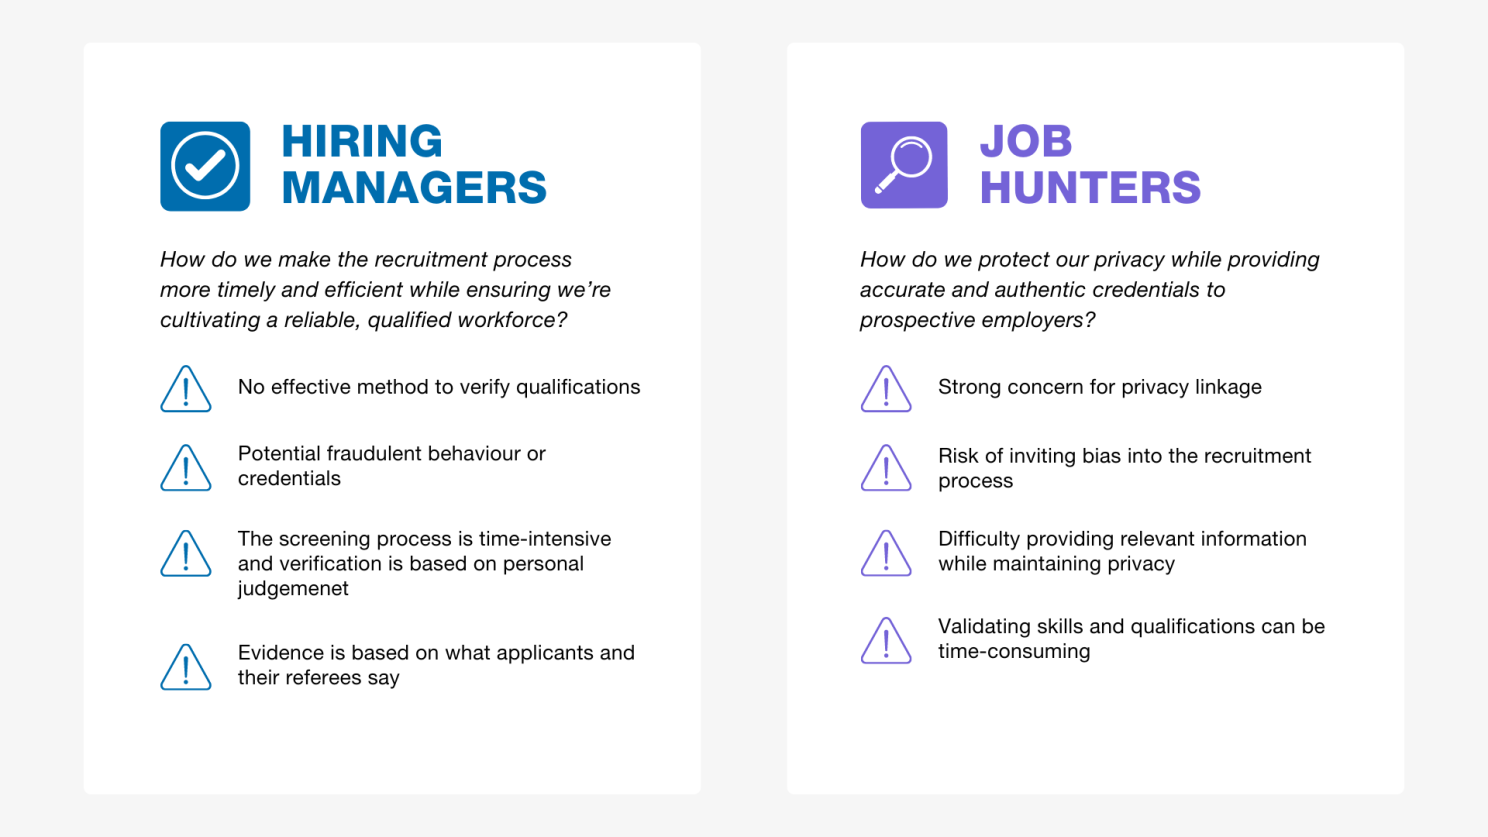 HIRING
MANAGERS
How do we make the recruitment process
more timely and efficient while ensuring we’re
cultivating a reliable, qualified workforce?
No effective method to verify qualifications
Potential fraudulent behaviour or
credentials
The screening process is time-intensive
and verification is based on personal
judgemenet
Evidence is based on what applicants and
their referees say
JOB
HUNTERS
How do we protect our privacy while providing
accurate and authentic credentials to
prospective employers?
Strong concern for privacy linkage
Risk of inviting bias into the recruitment
process
Difficulty providing relevant information
while maintaining privacy
Validating skills and qualifications can be
time-consuming